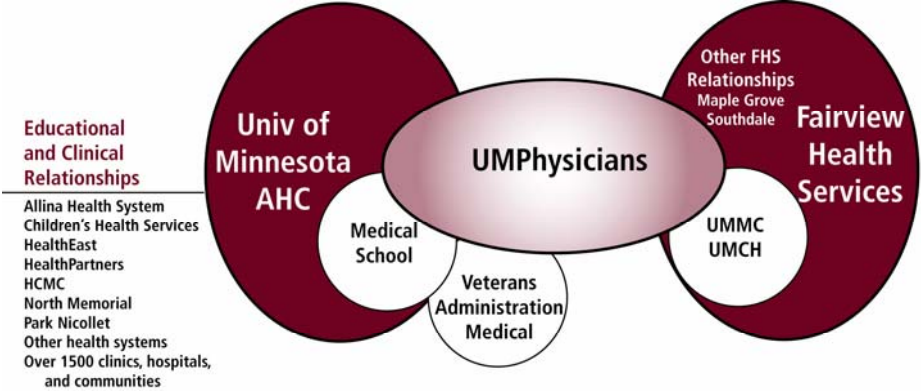 Educational
and Clinical
Relationships
Allina Health System
Children's Health Services
HealthEast
HealthPartners
HCMC
North Memorial
Park Nicollet
Other health systems
Over 1500 clinics, hospitals,
and communities
Univ of
Minnesota
AHC
Medical
School
UMPhysicians
Veterans
Administration
Medical
Other FHS
Relationships
Maple Grove
Southdale
Fairview
Health
Services
UMMC
UMCH